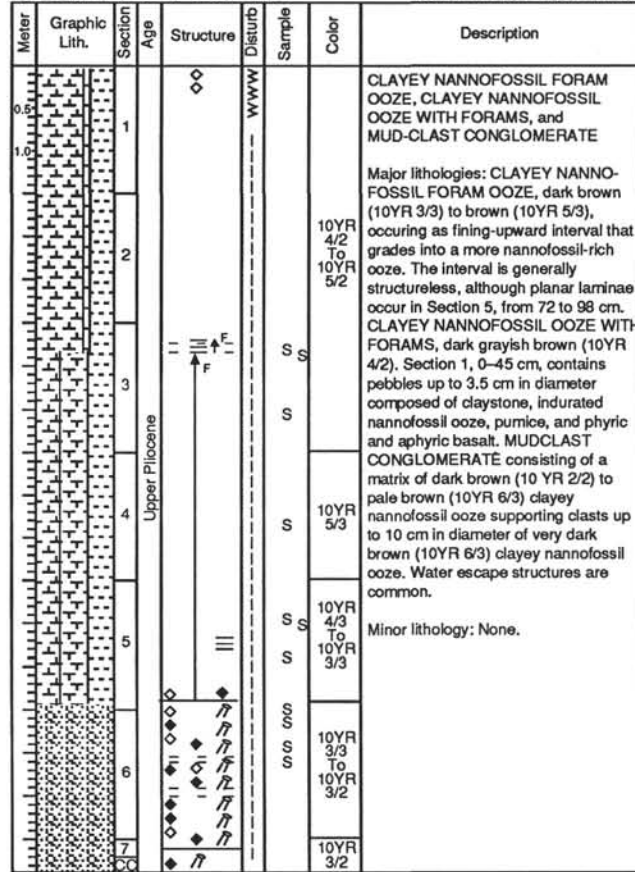 Meter
Graphic
Lith.
Section
Age
Structure
Disturb
Sample
Color
Description
0.5
1.0
1
2
3
4
5
6
7
CC
Upper Pliocene
F
F
W
W
W
W
S S
S
S
S S
S
S
S
S
S
10YR
4/2
To
10YR
5/2
10YR
5/3
10YR
4/3
To
10YR
3/3
10YR
3/3
To
10YR
3/2
10YR
3/2
CLAYEY NANNOFOSSIL FORAM
OOZE, CLAYEY NANNOFOSSIL
OOZE WITH FORAMS, and
MUD-CLAST CONGLOMERATE
Major lithologies: CLAYEY NANNO-
FOSSIL FORAM OOZE, dark brown
(10YR 3/3) to brown (10YR 5/3),
occuring as fining-upward interval that
grades into a more nannofossil-rich
ooze. The interval is generally
structureless, although planar laminae
occur in Section 5, from 72 to 98 cm.
CLAYEY NANNOFOSSIL OOZE WITH
FORAMS, dark grayish brown (10YR
4/2). Section 1, 0–45 cm, contains
pebbles up to 3.5 cm in diameter
composed of claystone, indurated
nannofossil ooze, pumice, and phyric
and aphyric basalt. MUDCLAST
CONGLOMERATE consisting of a
matrix of dark brown (10 YR 2/2) to
pale brown (10YR 6/3) clayey
nannofossil ooze supporting clasts up
to 10 cm in diameter of very dark
brown (10YR 6/3) clayey nannofossil
ooze. Water escape structures are
common.
Minor lithology: None.